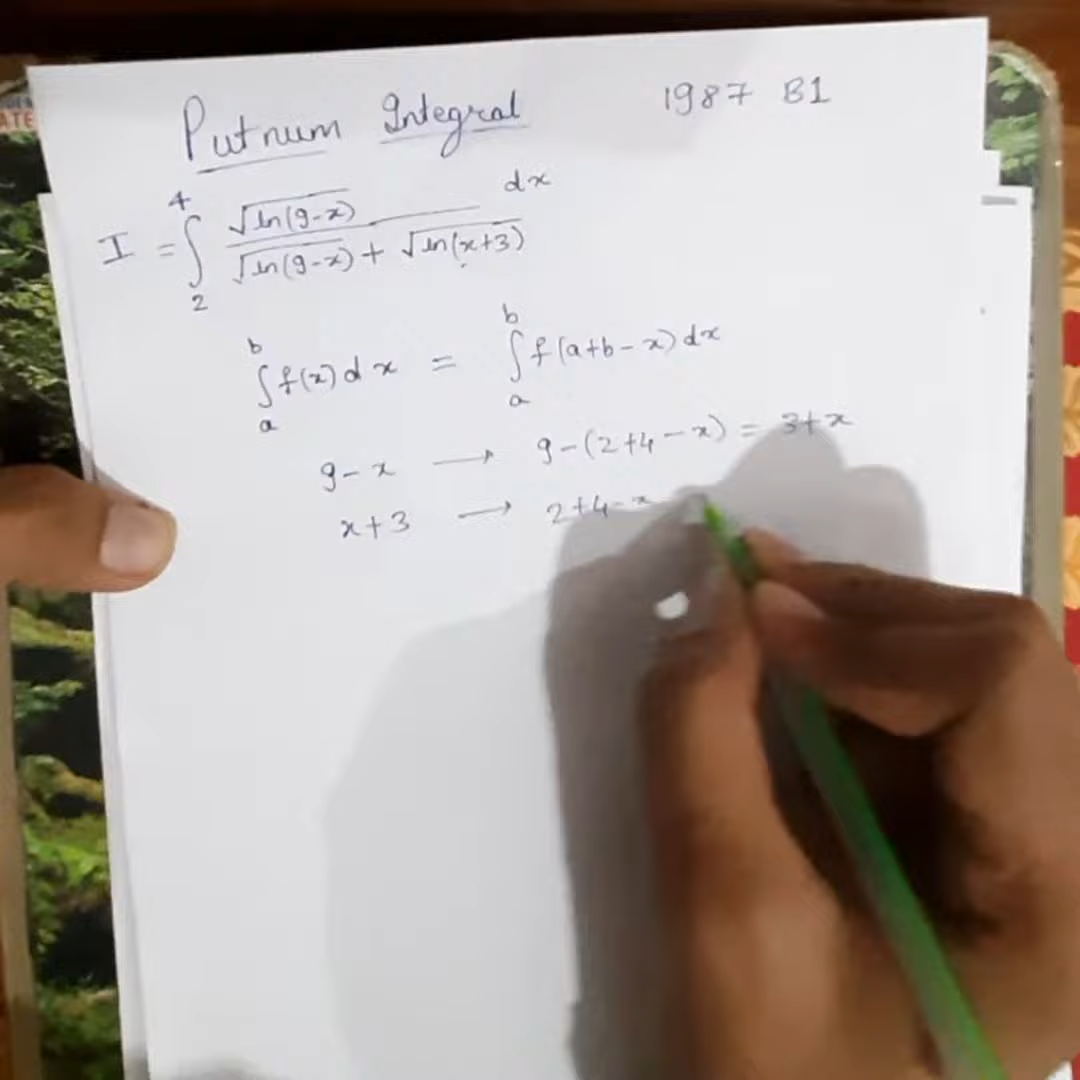 Putnum Integral 1987 B1
I = ∫₂⁴ √ln(9-x) / (√ln(9-x) + √ln(x+3)) dx
∫ₐᵇ f(x)dx = ∫ₐᵇ f(a+b-x)dx
9-x → 9-(2+4-x) = 3+x
x+3 → 2+4-x
ATE